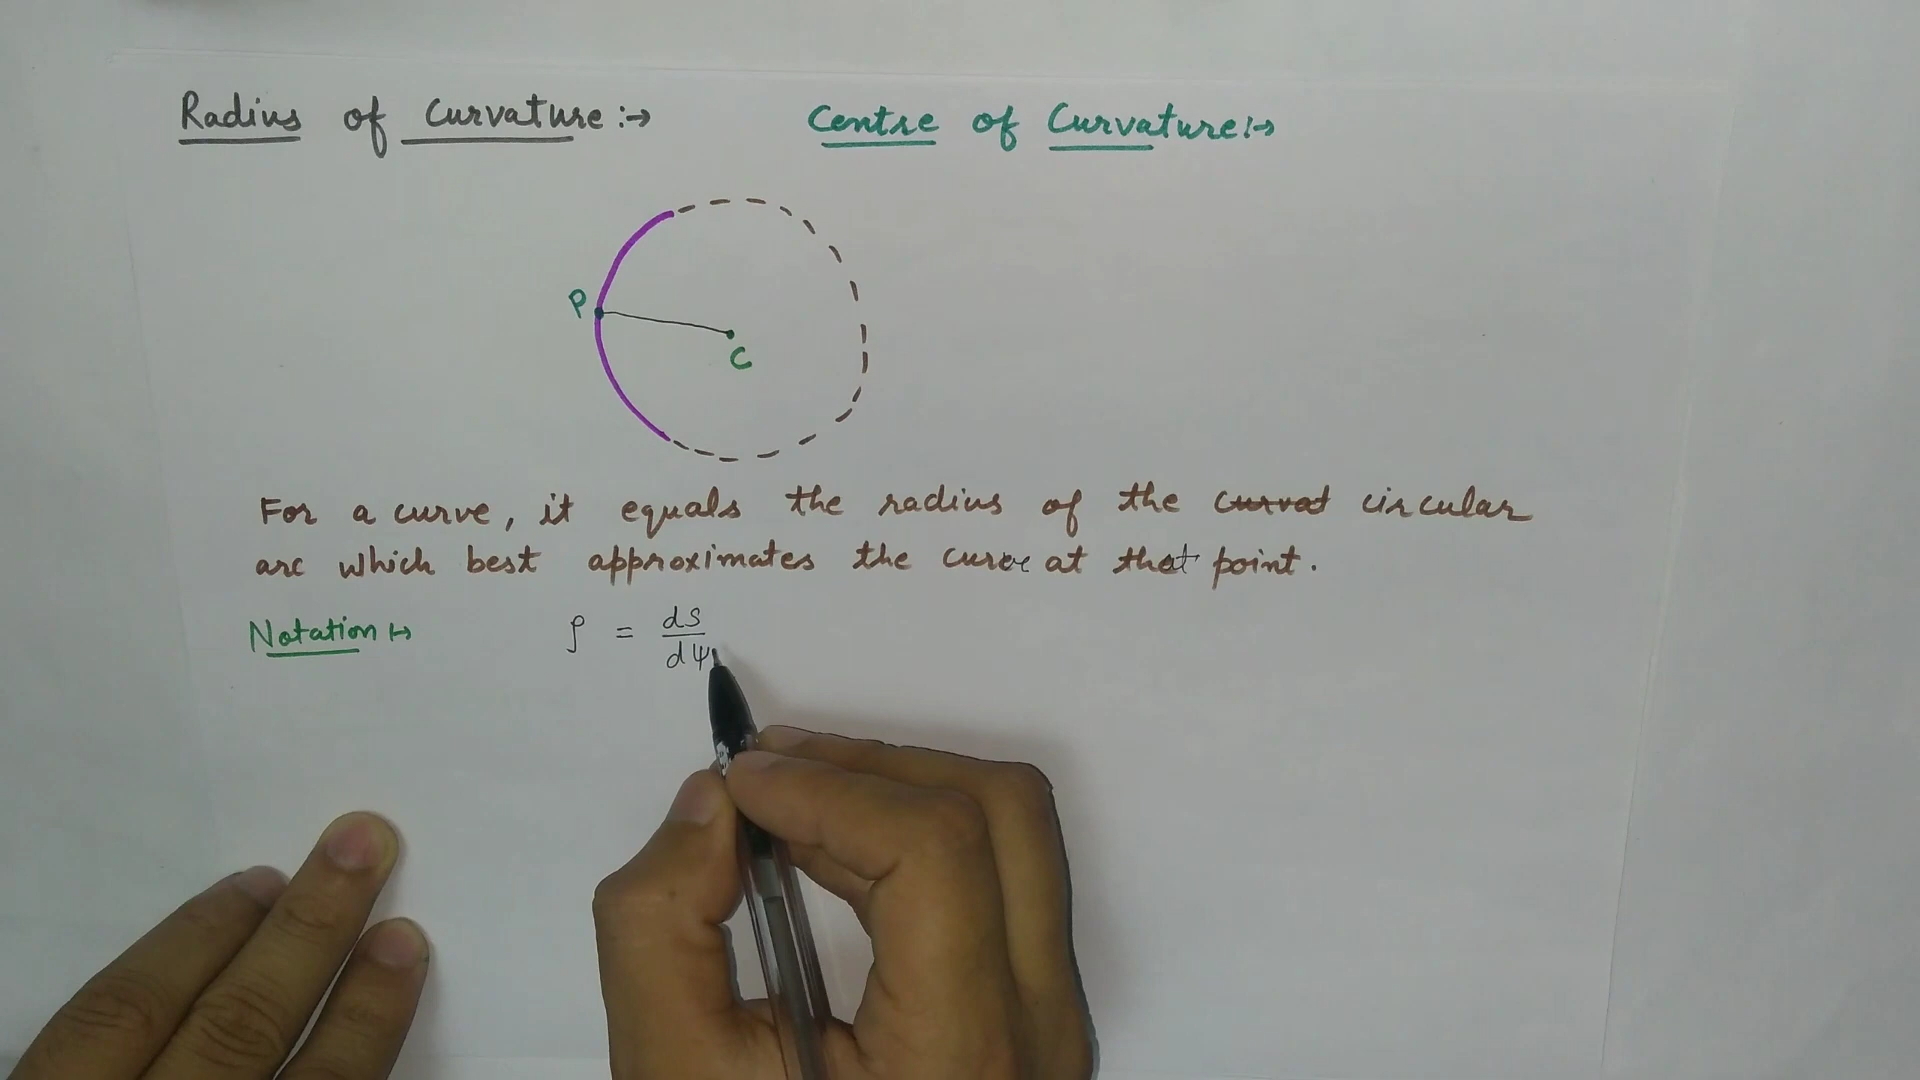 Radius of Curvature :→
Centre of Curvature :→
P
C
For a curve, it equals the radius of the curvat circular
arc which best approximates the curve at that point.
Notation :→ ρ = dS/dψ